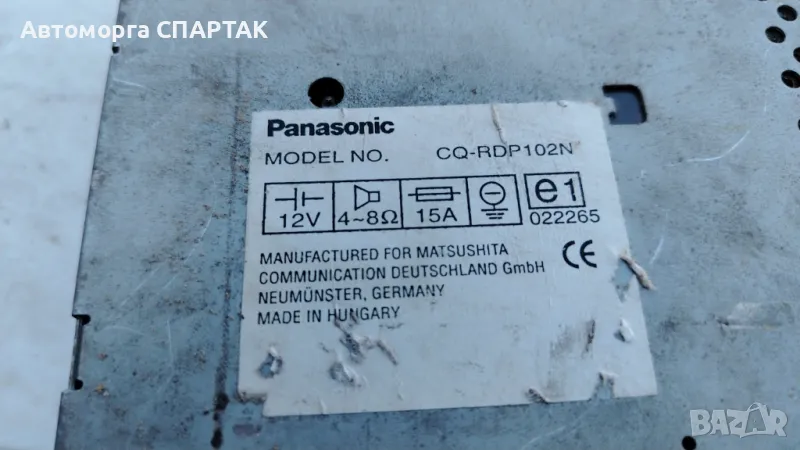 Автоморга СПАРТАК
Panasonic
MODEL NO. CQ-RDP102N
12V 4~8Ω 15A e1
022265
MANUFACTURED FOR MATSUSHITA
COMMUNICATION DEUTSCHLAND GmbH
NEUMÜNSTER, GERMANY
MADE IN HUNGARY
CE
BAZAR